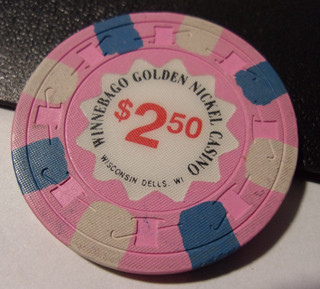 WINNEBAGO GOLDEN NICKEL CASINO
$2.50
WISCONSIN DELLS, WI